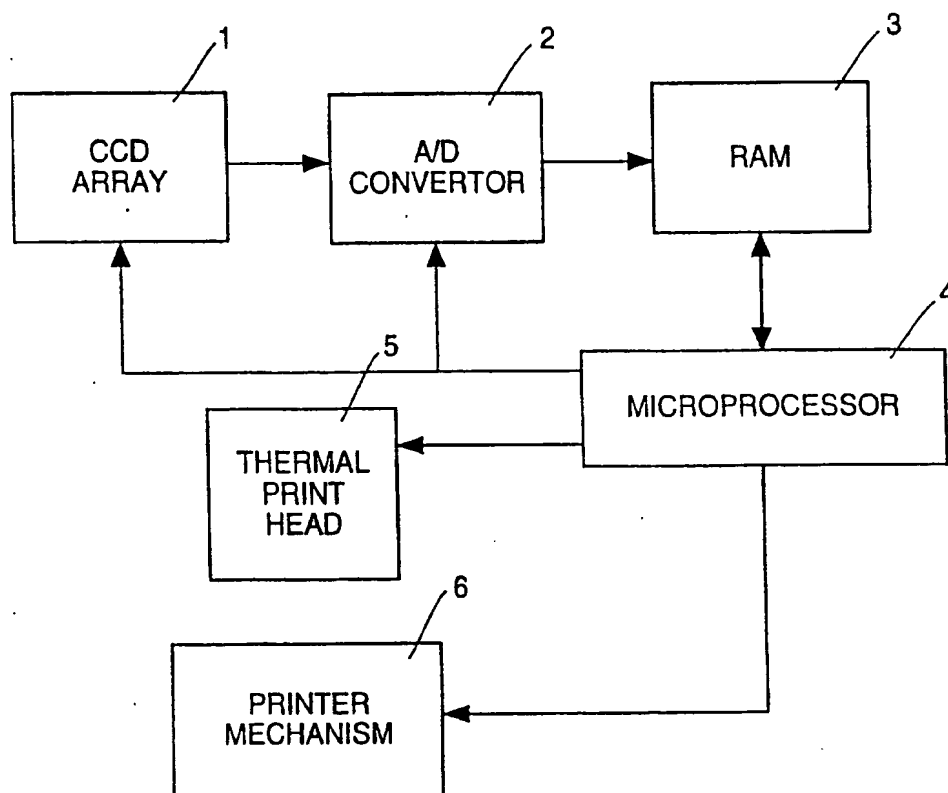 1
CCD
ARRAY
2
A/D
CONVERTOR
3
RAM
4
MICROPROCESSOR
5
THERMAL
PRINT
HEAD
6
PRINTER
MECHANISM